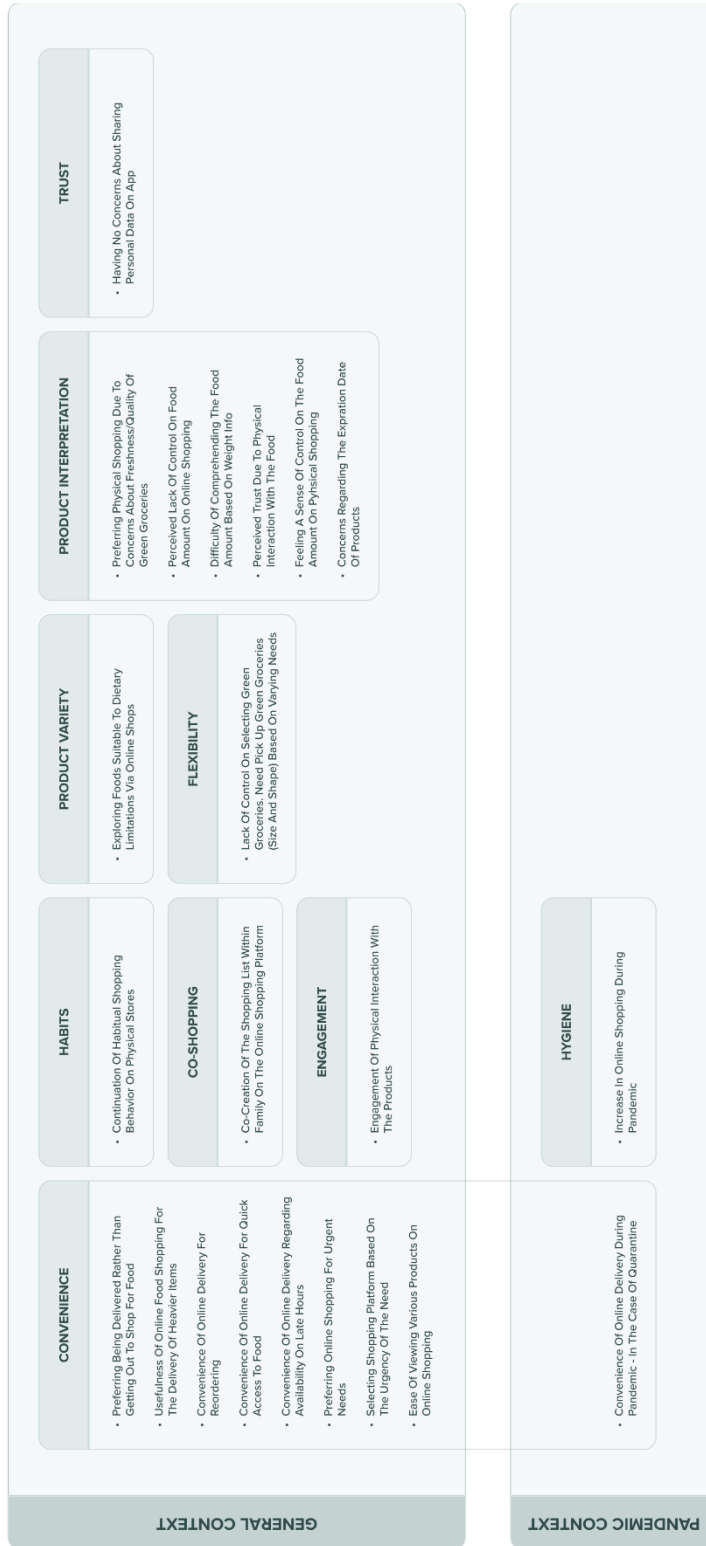 GENERAL CONTEXT
CONVENIENCE
• Preferring Being Delivered Rather Than
Getting Out To Shop For Food
• Usefulness Of Online Food Shopping For
The Delivery Of Heavier Items
• Convenience Of Online Delivery For
Reordering
• Convenience Of Online Delivery For Quick
Access To Food
• Convenience Of Online Delivery Regarding
Availability On Late Hours
• Preferring Online Shopping For Urgent
Needs
• Selecting Shopping Platform Based On
The Urgency Of The Need
• Ease Of Viewing Various Products On
Online Shopping
HABITS
• Continuation Of Habitual Shopping
Behavior On Physical Stores
CO-SHOPPING
• Co-Creation Of The Shopping List Within
Family On The Online Shopping Platform
ENGAGEMENT
• Engagement Of Physical Interaction With
The Products
PRODUCT VARIETY
• Exploring Foods Suitable To Dietary
Limitations Via Online Shops
FLEXIBILITY
• Lack Of Control On Selecting Green
Groceries. Need Pick Up Green Groceries
(Size And Shape) Based On Varying Needs
PRODUCT INTERPRETATION
• Preferring Physical Shopping Due To
Concerns About Freshness/Quality Of
Green Groceries
• Perceived Lack Of Control On Food
Amount On Online Shopping
• Difficulty Of Comprehending The Food
Amount Based On Weight Info
• Perceived Trust Due To Physical
Interaction With The Food
• Feeling A Sense Of Control On The Food
Amount On Pyhsical Shopping
• Concerns Regarding The Expration Date
Of Products
TRUST
• Having No Concerns About Sharing
Personal Data On App
PANDEMIC CONTEXT
• Convenience Of Online Delivery During
Pandemic - In The Case Of Quarantine
HYGIENE
• Increase In Online Shopping During
Pandemic